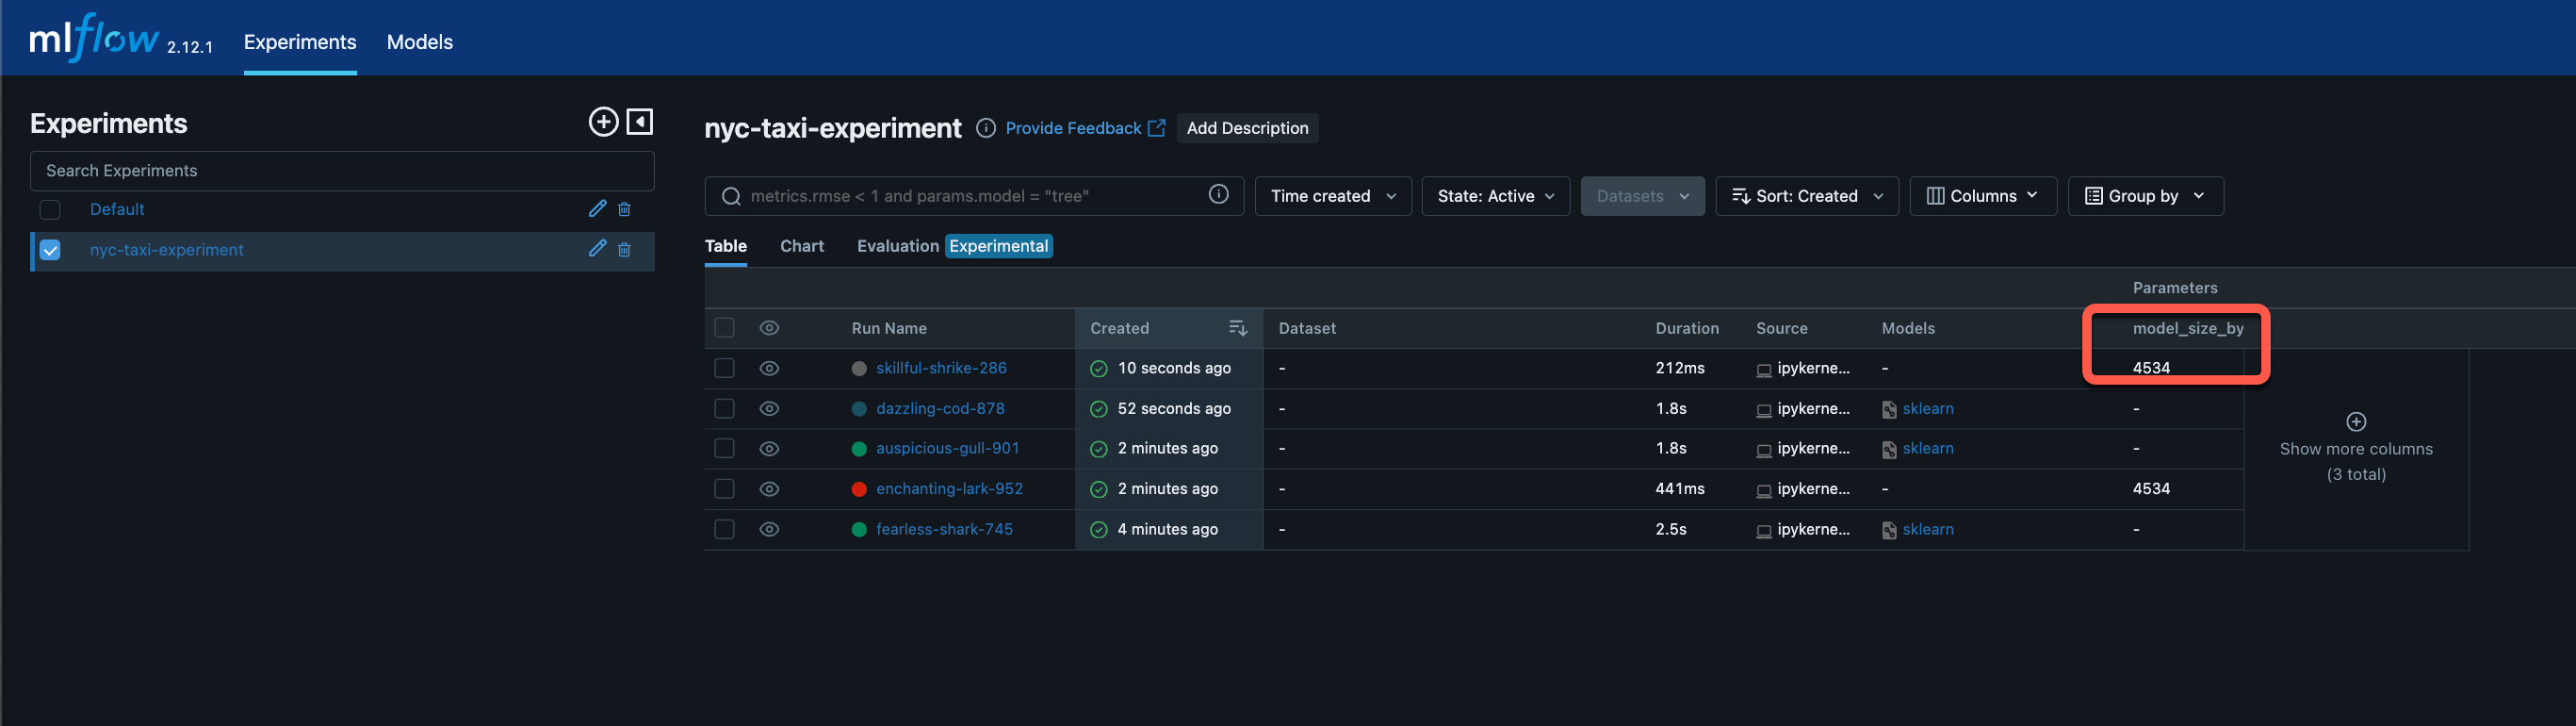 mlflow 2.12.1 Experiments Models
Experiments
Search Experiments
Default
nyc-taxi-experiment
nyc-taxi-experiment Provide Feedback Add Description
metrics.rmse < 1 and params.model = "tree" Time created State: Active Datasets Sort: Created Columns Group by
Table Chart Evaluation Experimental
Parameters
Run Name Created Dataset Duration Source Models model_size_by
skillful-shrike-286 10 seconds ago - 212ms ipykerne... - 4534
dazzling-cod-878 52 seconds ago - 1.8s ipykerne... sklearn -
auspicious-gull-901 2 minutes ago - 1.8s ipykerne... sklearn -
enchanting-lark-952 2 minutes ago - 441ms ipykerne... - 4534
fearless-shark-745 4 minutes ago - 2.5s ipykerne... sklearn -
Show more columns
(3 total)